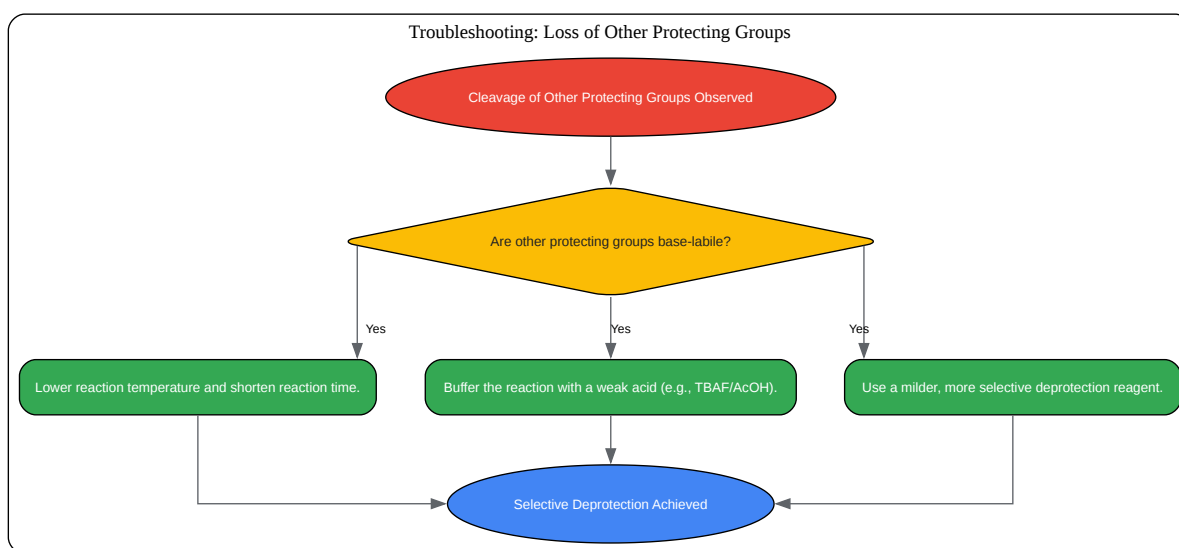 Troubleshooting: Loss of Other Protecting Groups
Cleavage of Other Protecting Groups Observed
Are other protecting groups base-labile?
Yes
Yes
Yes
Lower reaction temperature and shorten reaction time.
Buffer the reaction with a weak acid (e.g., TBAF/AcOH).
Use a milder, more selective deprotection reagent.
Selective Deprotection Achieved